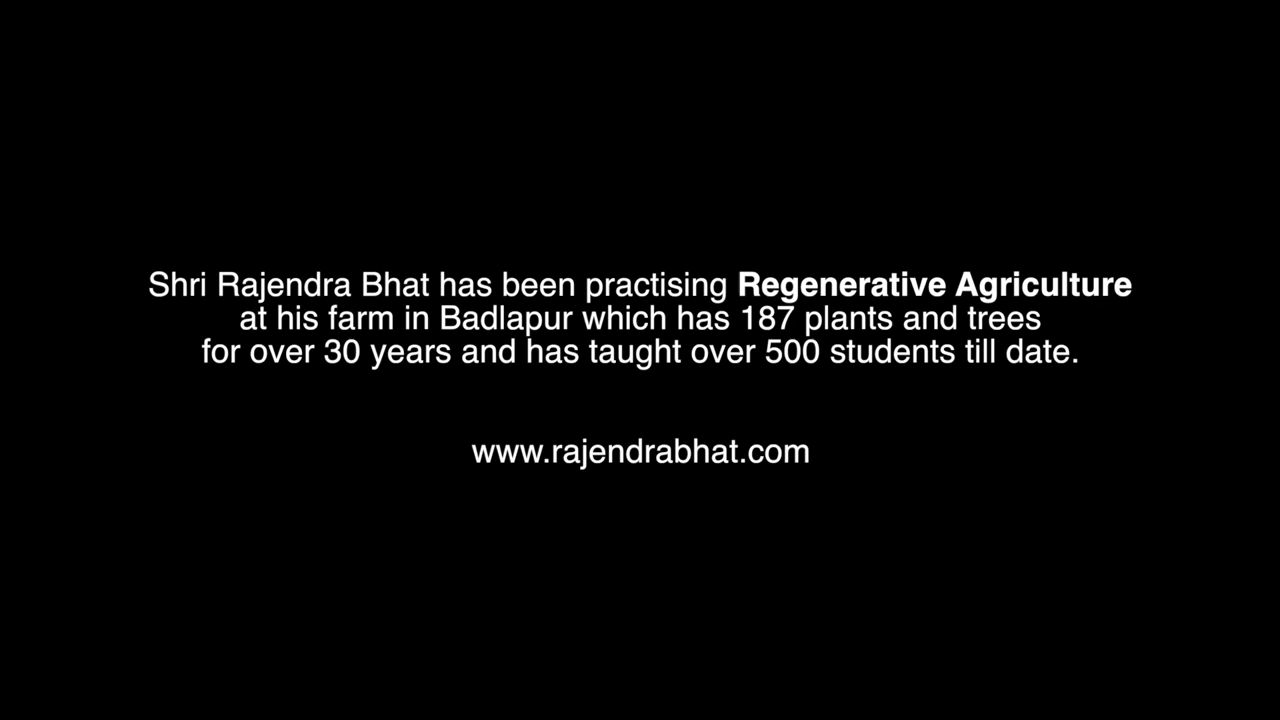 Shri Rajendra Bhat has been practising Regenerative Agriculture
at his farm in Badlapur which has 187 plants and trees
for over 30 years and has taught over 500 students till date.
www.rajendrabhat.com